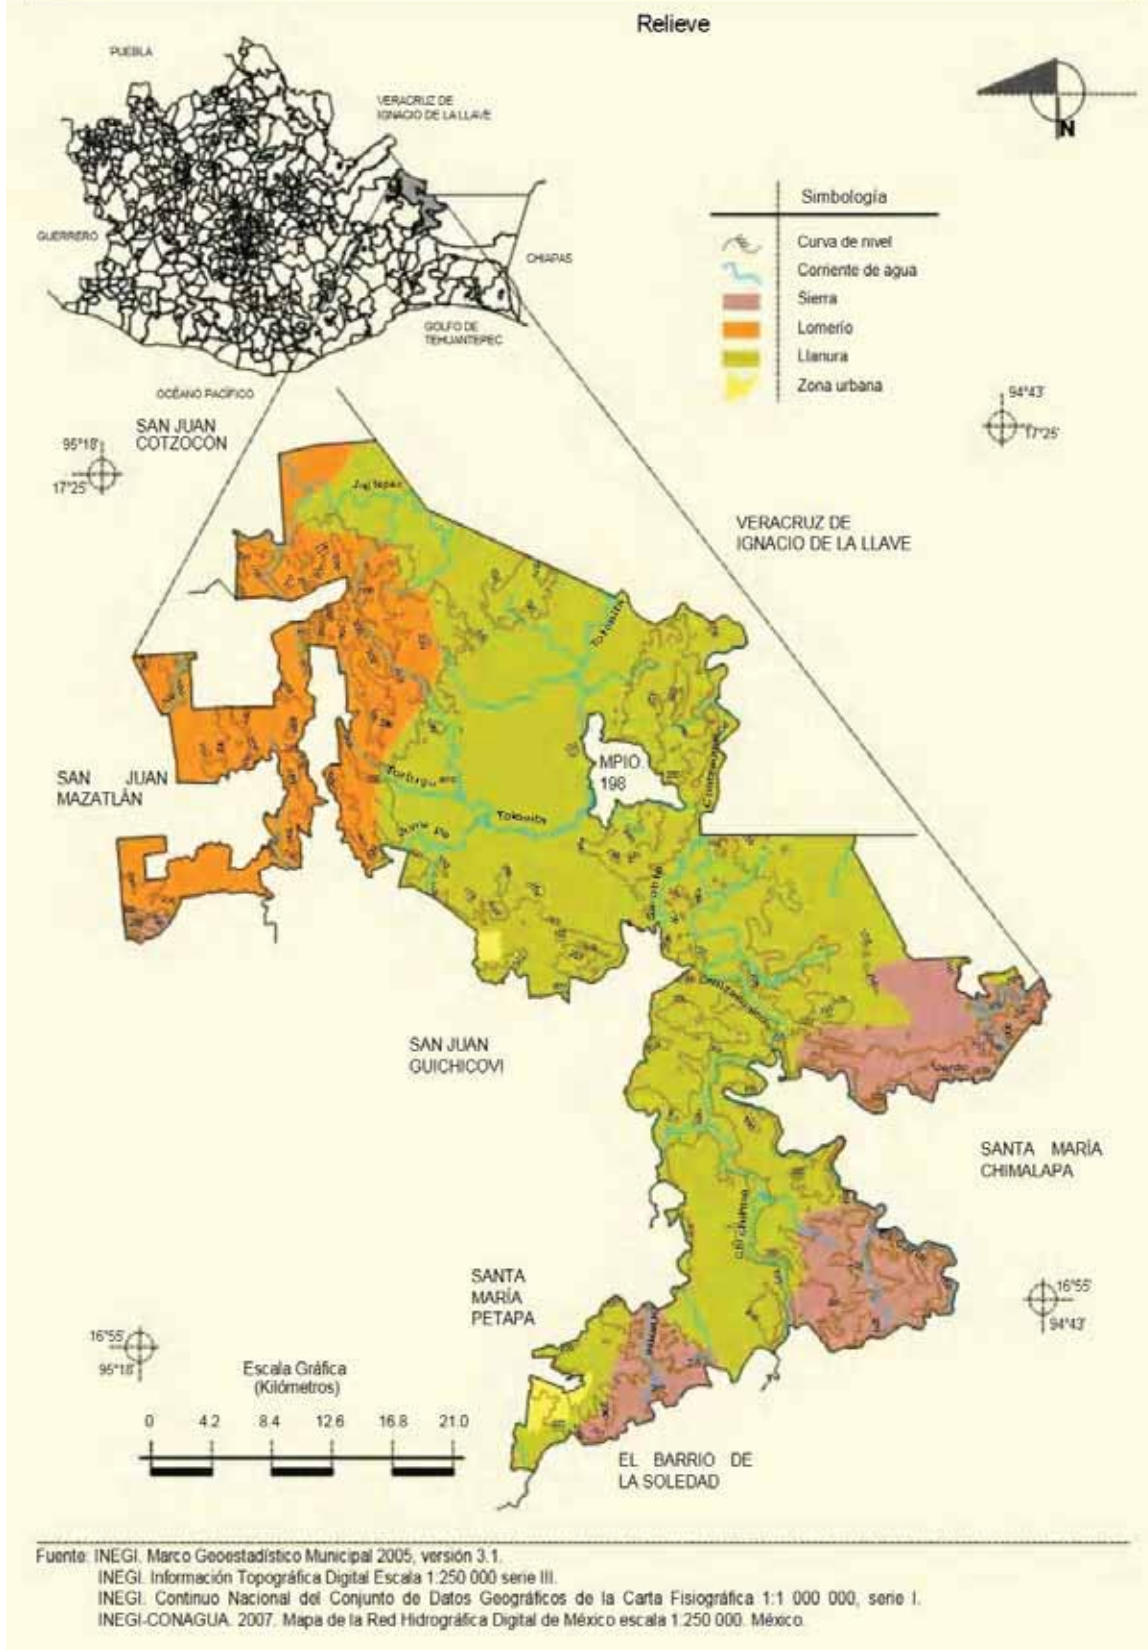 Relieve
PUEBLA
VERACRUZ DE
IGNACIO DE LA LLAVE
GUERRERO
CHIAPAS
GOLFO DE
TEHUANTEPEC
OCÉANO PACÍFICO
N
Simbología
Curva de nivel
Corriente de agua
Sierra
Lomerío
Llanura
Zona urbana
94°43'
17°25'
SAN JUAN
COTZOCÓN
95°18'
17°25'
VERACRUZ DE
IGNACIO DE LA LLAVE
Tortuguero
Tolosita
Tolosita
MPIO
198
SAN JUAN
MAZATLÁN
Sarabia
SAN JUAN
GUICHICOVI
SANTA MARÍA
CHIMALAPA
SANTA
MARÍA
PETAPA
16°55'
94°43'
16°55'
95°18'
Escala Gráfica
(Kilómetros)
0 4.2 8.4 12.6 16.8 21.0
EL BARRIO DE
LA SOLEDAD
Fuente: INEGI. Marco Geoestadístico Municipal 2005, versión 3.1.
INEGI. Información Topográfica Digital Escala 1:250 000 serie III.
INEGI. Continuo Nacional del Conjunto de Datos Geográficos de la Carta Fisiográfica 1:1 000 000, serie I.
INEGI-CONAGUA. 2007. Mapa de la Red Hidrográfica Digital de México escala 1:250 000. México.